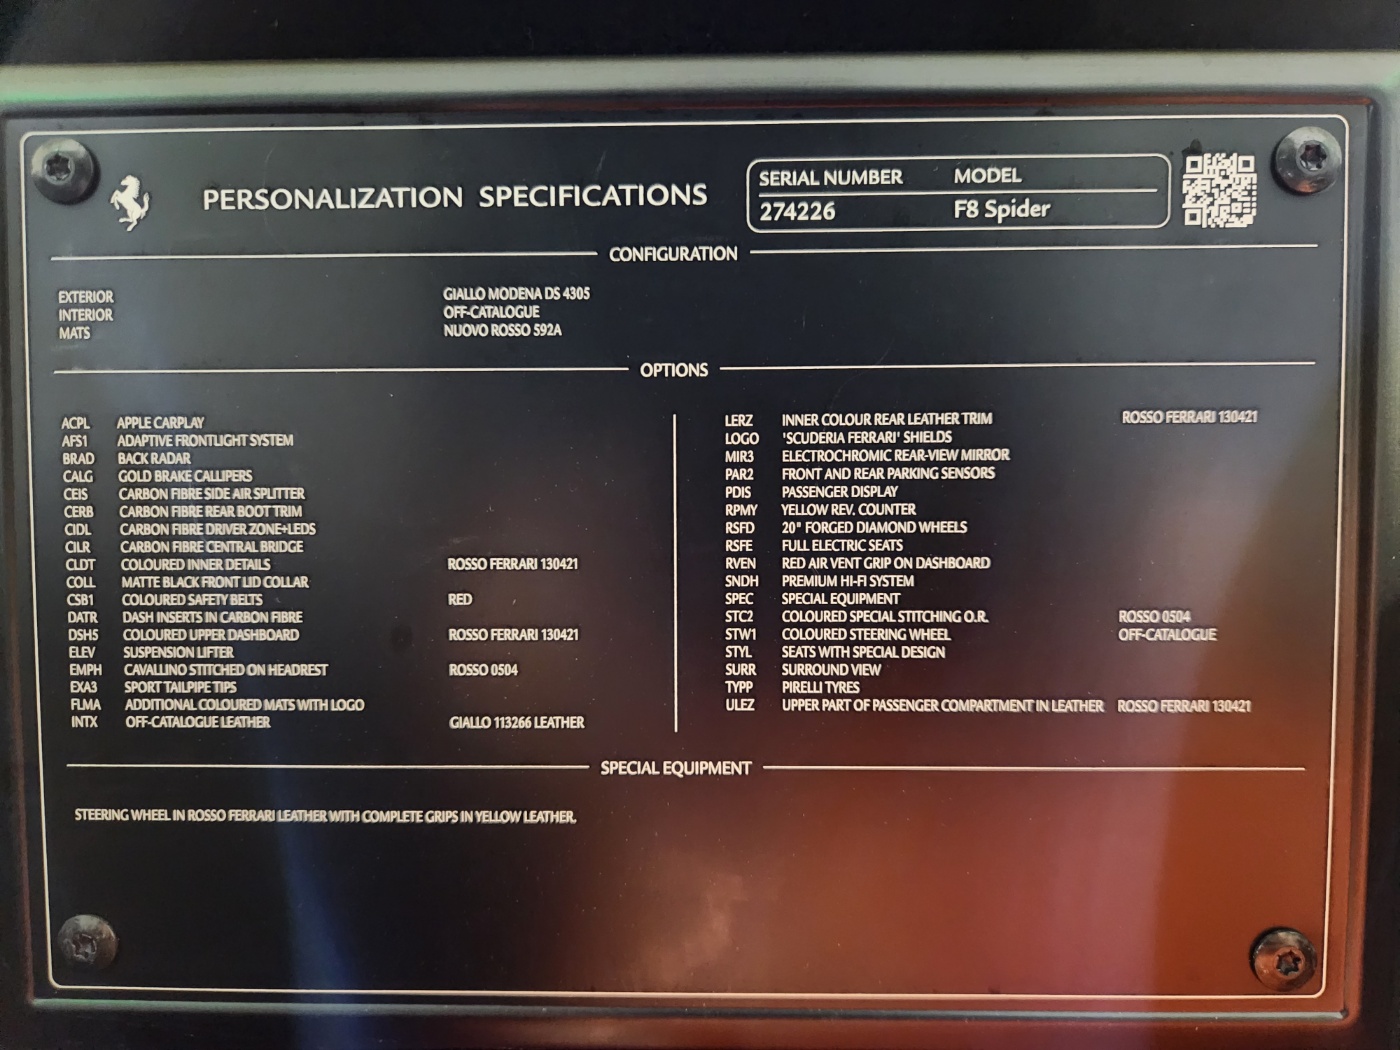 PERSONALIZATION SPECIFICATIONS
SERIAL NUMBER MODEL
274226 F8 Spider
CONFIGURATION
EXTERIOR GIALLO MODENA DS 4305
INTERIOR OFF-CATALOGUE
MATS NUOVO ROSSO 592A
OPTIONS
ACPL APPLE CARPLAY
AFS1 ADAPTIVE FRONTLIGHT SYSTEM
BRAD BACK RADAR
CALG GOLD BRAKE CALLIPERS
CEIS CARBON FIBRE SIDE AIR SPLITTER
CERB CARBON FIBRE REAR BOOT TRIM
CIDL CARBON FIBRE DRIVER ZONE+LEDS
CILR CARBON FIBRE CENTRAL BRIDGE
CLDT COLOURED INNER DETAILS ROSSO FERRARI 130421
COLL MATTE BLACK FRONT LID COLLAR
CSB1 COLOURED SAFETY BELTS RED
DATR DASH INSERTS IN CARBON FIBRE
DSH5 COLOURED UPPER DASHBOARD ROSSO FERRARI 130421
ELEV SUSPENSION LIFTER
EMPH CAVALLINO STITCHED ON HEADREST ROSSO 0504
EXA3 SPORT TAILPIPE TIPS
FLMA ADDITIONAL COLOURED MATS WITH LOGO
INTX OFF-CATALOGUE LEATHER GIALLO 113266 LEATHER
LERZ INNER COLOUR REAR LEATHER TRIM ROSSO FERRARI 130421
LOGO 'SCUDERIA FERRARI' SHIELDS
MIR3 ELECTROCHROMIC REAR-VIEW MIRROR
PAR2 FRONT AND REAR PARKING SENSORS
PDIS PASSENGER DISPLAY
RPMY YELLOW REV. COUNTER
RSFD 20" FORGED DIAMOND WHEELS
RSFE FULL ELECTRIC SEATS
RVEN RED AIR VENT GRIP ON DASHBOARD
SNDH PREMIUM HI-FI SYSTEM
SPEC SPECIAL EQUIPMENT
STC2 COLOURED SPECIAL STITCHING O.R. ROSSO 0504
STW1 COLOURED STEERING WHEEL OFF-CATALOGUE
STYL SEATS WITH SPECIAL DESIGN
SURR SURROUND VIEW
TYPP PIRELLI TYRES
ULEZ UPPER PART OF PASSENGER COMPARTMENT IN LEATHER ROSSO FERRARI 130421
SPECIAL EQUIPMENT
STEERING WHEEL IN ROSSO FERRARI LEATHER WITH COMPLETE GRIPS IN YELLOW LEATHER.